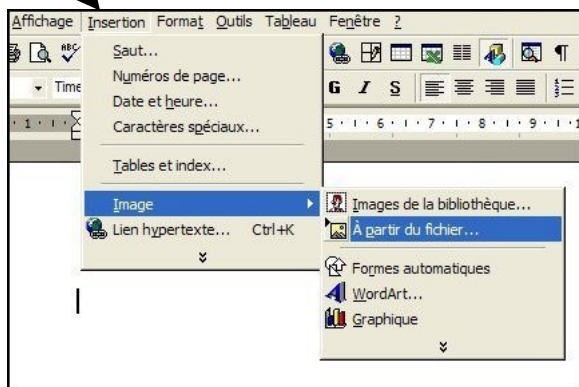 Affichage Insertion Format Outils Tableau Fenêtre ?
ABC
Saut...
Time
Numéros de page...
G I S
Date et heure...
1 Caractères spéciaux... 5 6 7 8 9
Tables et index...
Image Images de la bibliothèque...
Lien hypertexte... Ctrl+K À partir du fichier...
Formes automatiques
WordArt...
Graphique